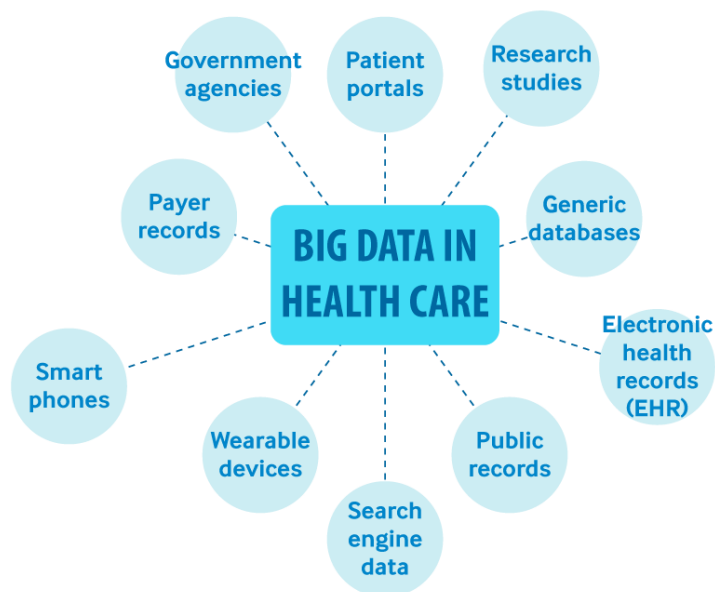 Government
agencies
Patient
portals
Research
studies
Payer
records
BIG DATA IN
HEALTH CARE
Generic
databases
Smart
phones
Electronic
health
records
(EHR)
Wearable
devices
Public
records
Search
engine
data